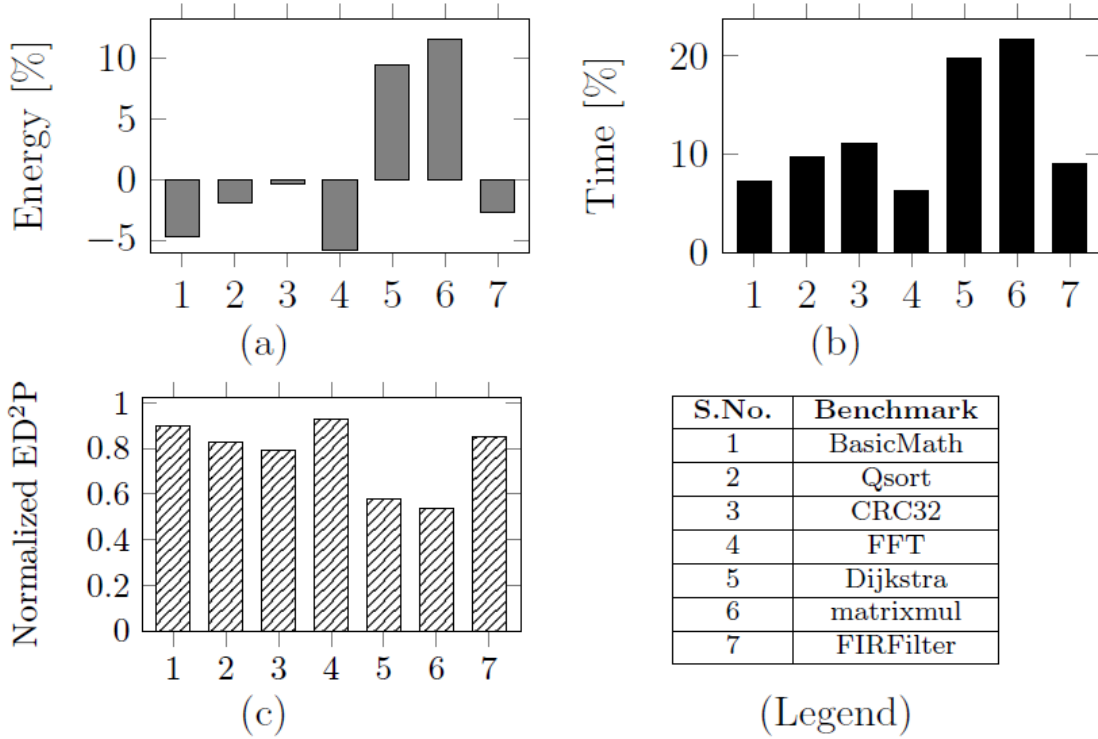 Energy [%]
10
5
0
−5
1 2 3 4 5 6 7
(a)
Time [%]
20
10
0
1 2 3 4 5 6 7
(b)
Normalized ED²P
1
0.8
0.6
0.4
0.2
0
1 2 3 4 5 6 7
(c)
S.No. Benchmark
1 BasicMath
2 Qsort
3 CRC32
4 FFT
5 Dijkstra
6 matrixmul
7 FIRFilter
(Legend)